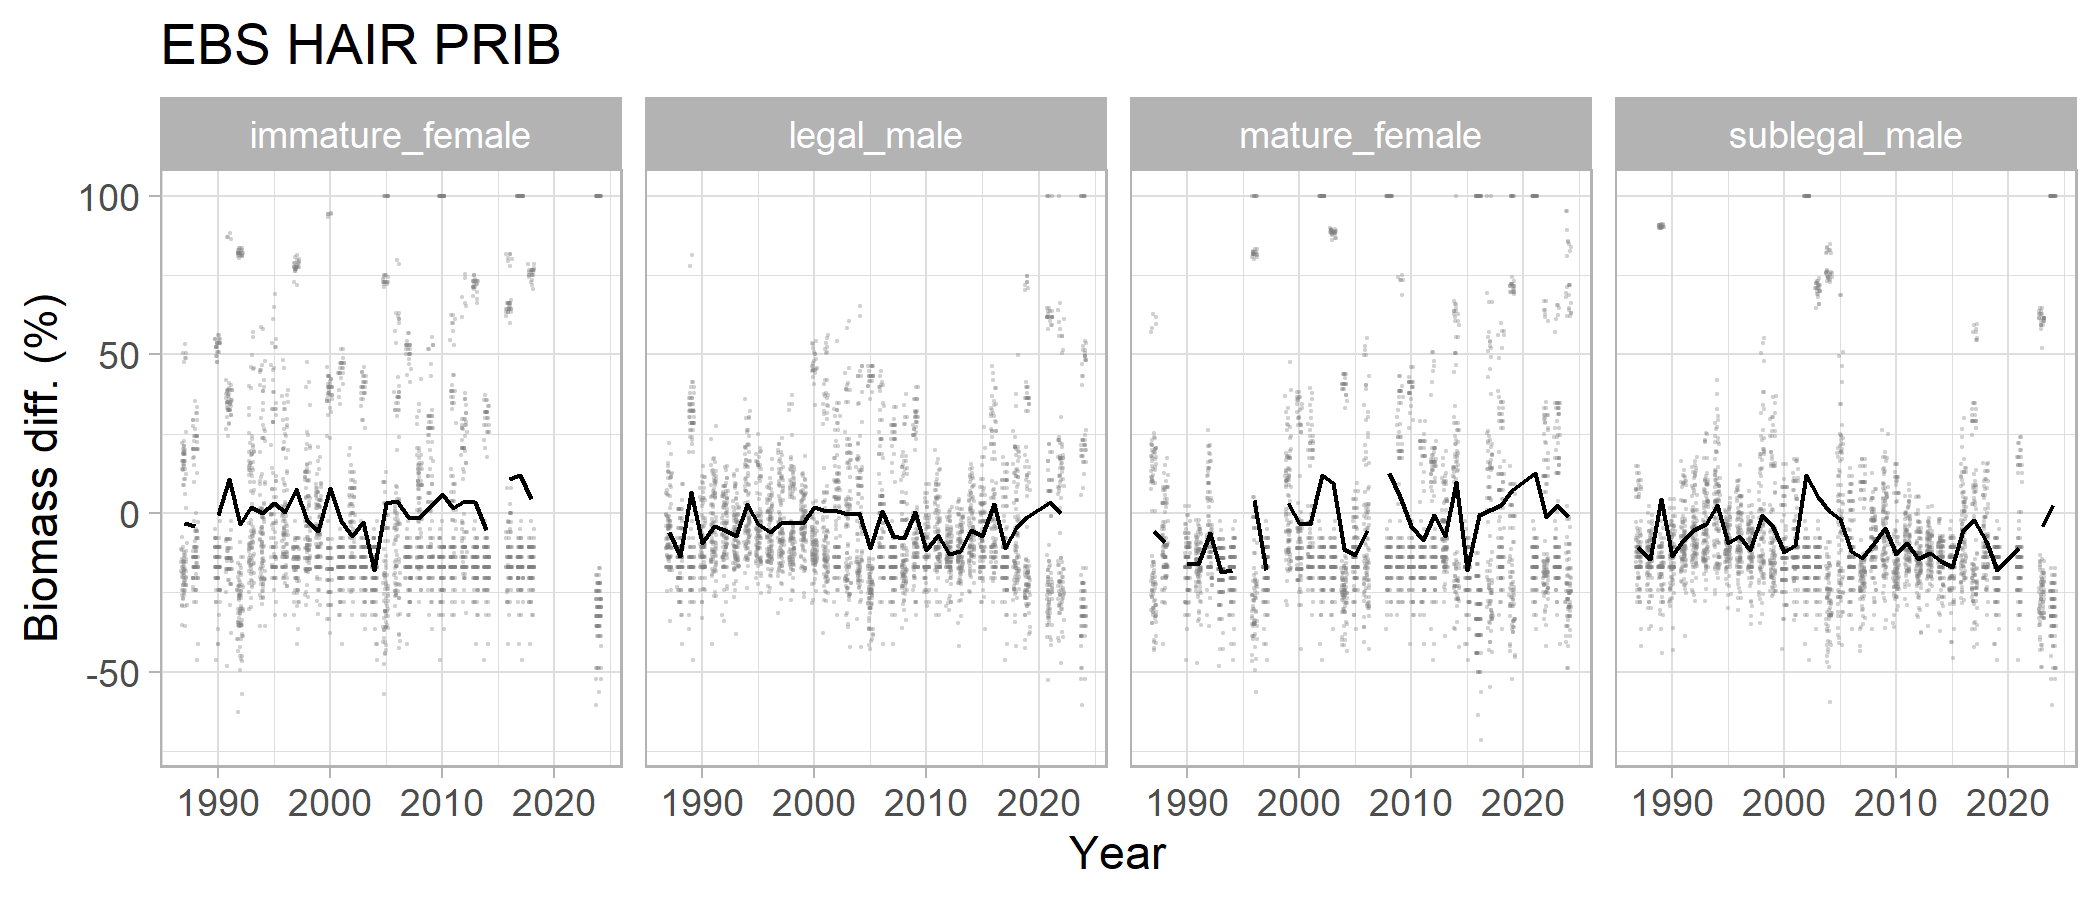 EBS HAIR PRIB
immature_female legal_male mature_female sublegal_male
100
50
0
-50
Biomass diff. (%)
1990 2000 2010 2020 1990 2000 2010 2020 1990 2000 2010 2020 1990 2000 2010 2020
Year